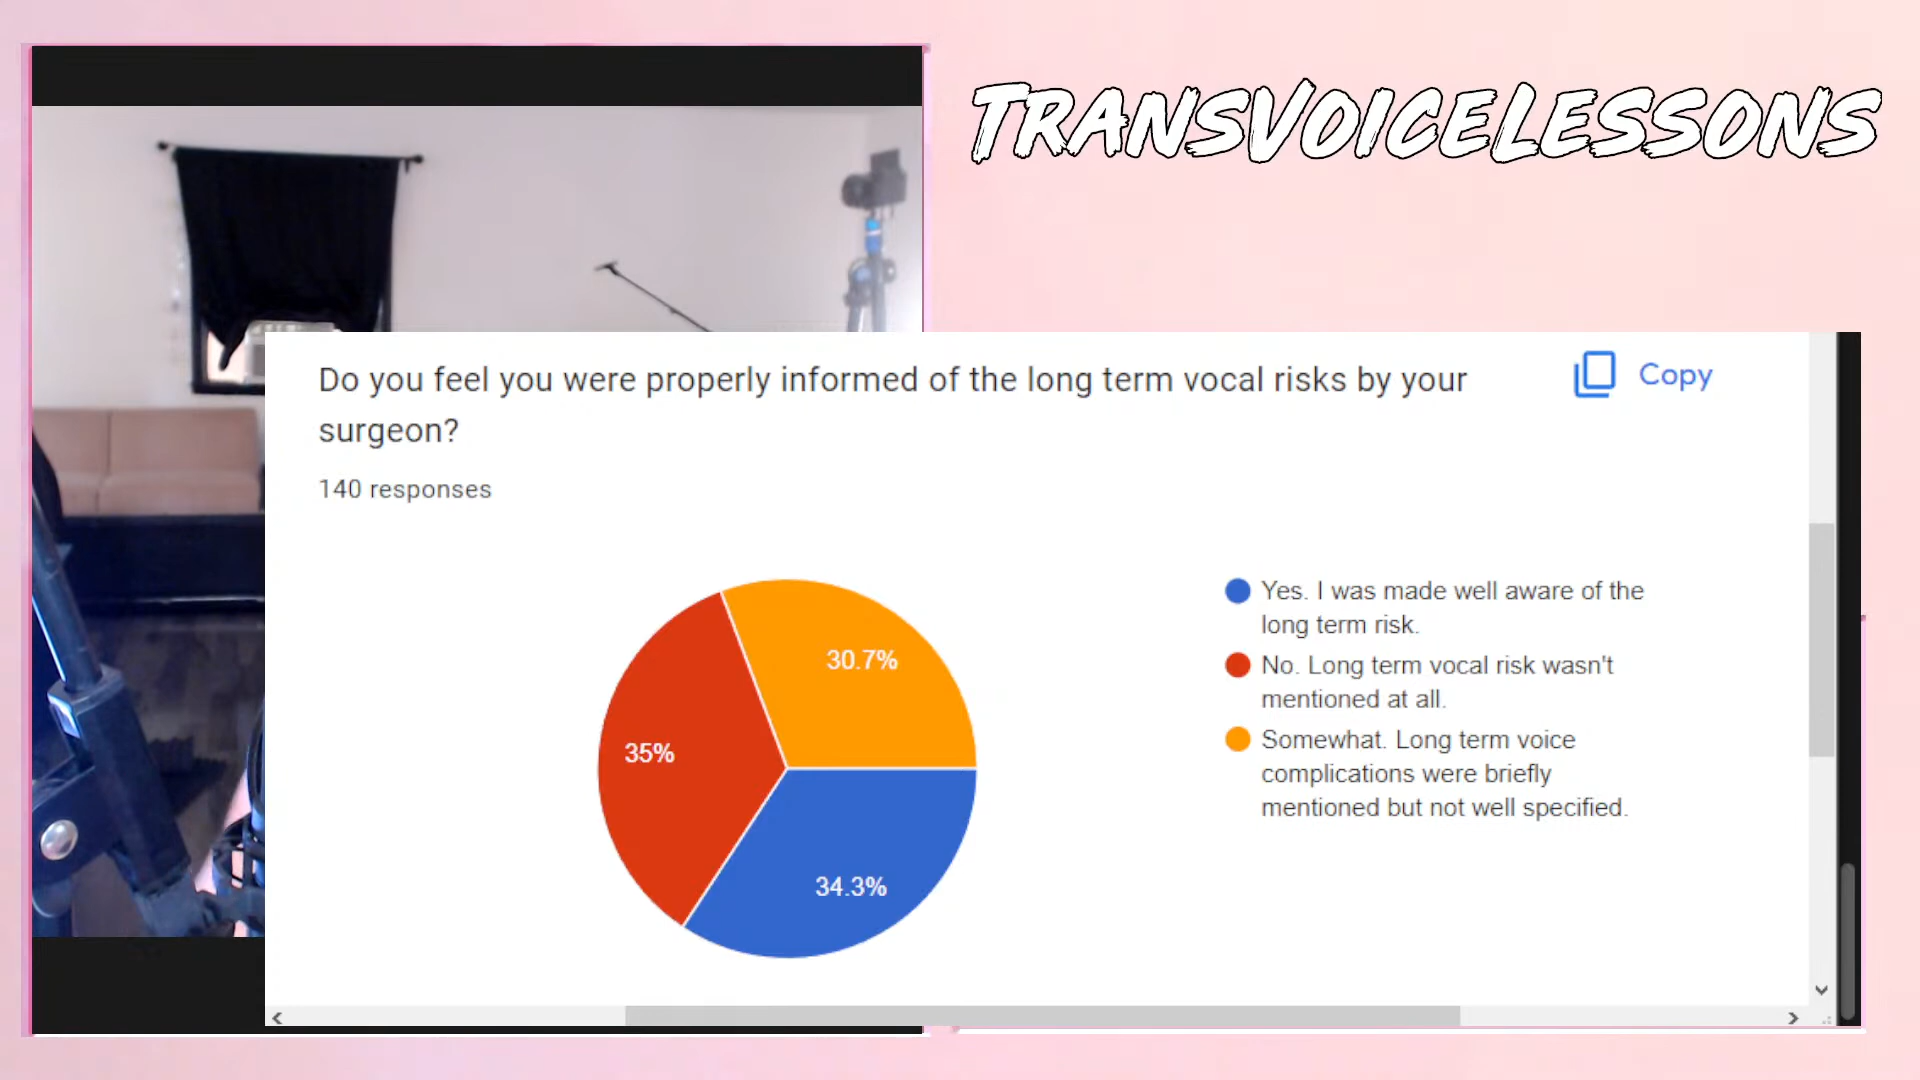 TRANSVOICELESSONS
Do you feel you were properly informed of the long term vocal risks by your
surgeon?
Copy
140 responses
30.7%
35%
34.3%
Yes. I was made well aware of the
long term risk.
No. Long term vocal risk wasn't
mentioned at all.
Somewhat. Long term voice
complications were briefly
mentioned but not well specified.